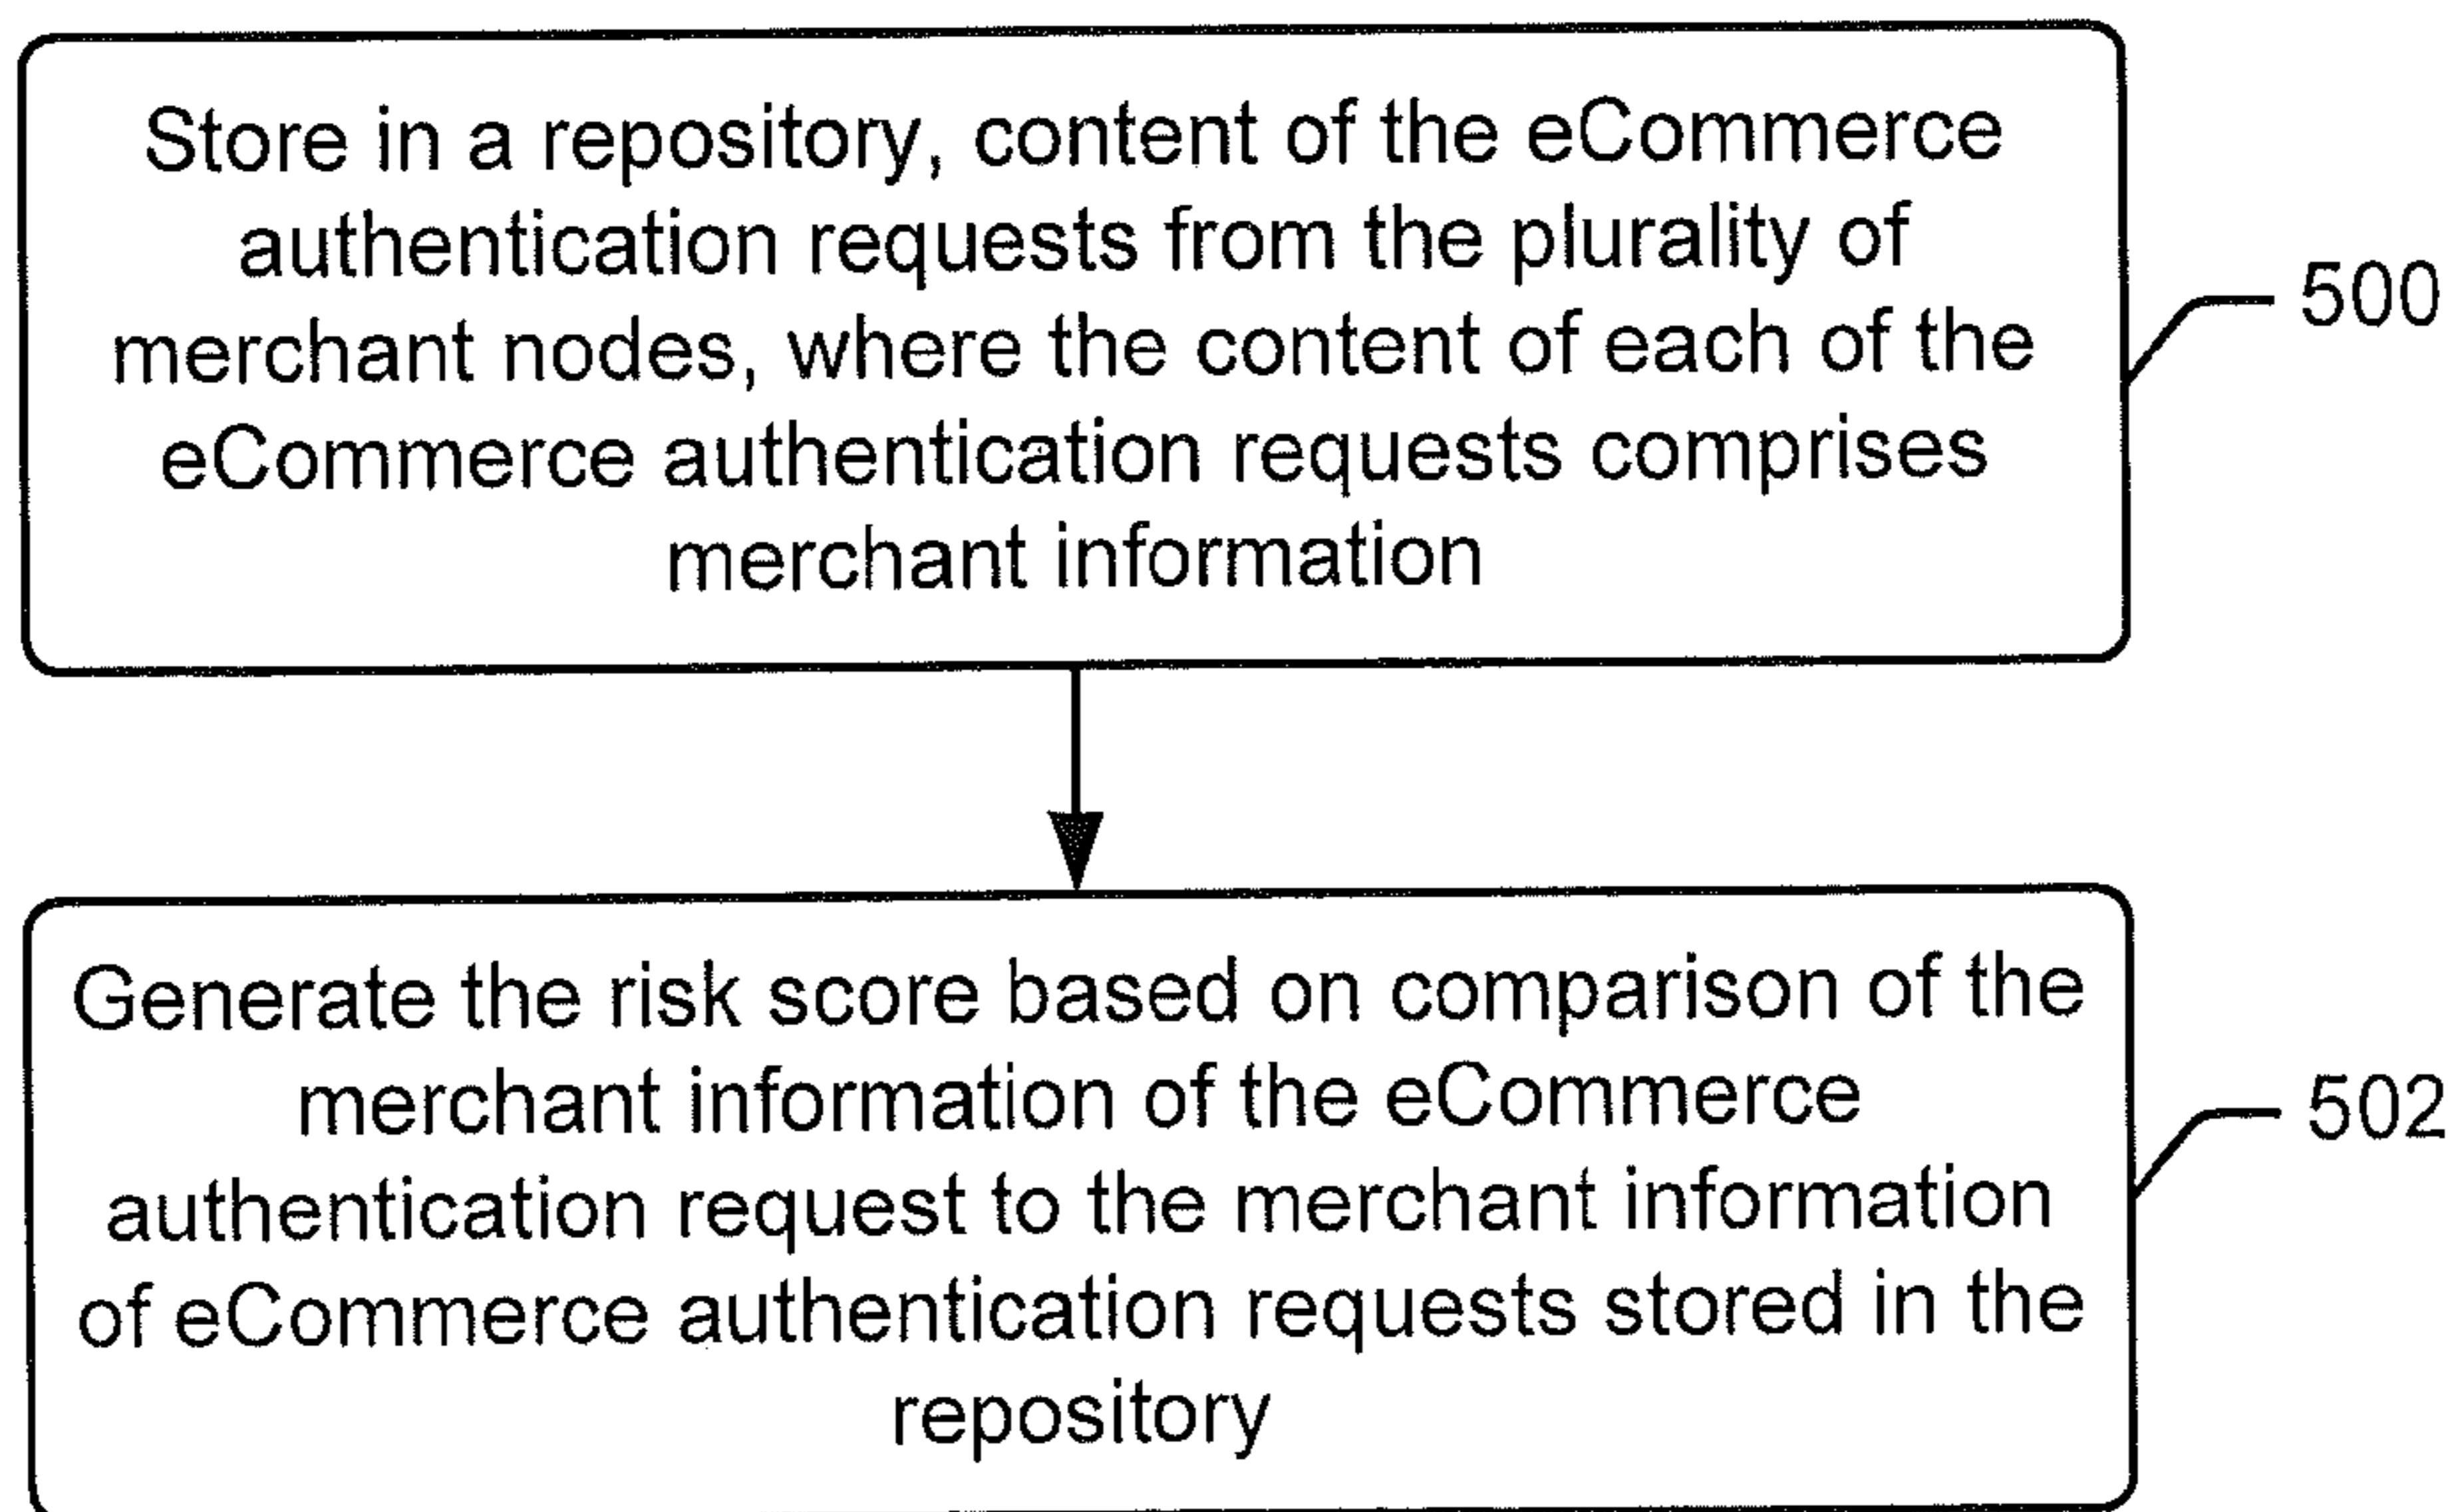 Store in a repository, content of the eCommerce
authentication requests from the plurality of
merchant nodes, where the content of each of the
eCommerce authentication requests comprises
merchant information
500
Generate the risk score based on comparison of the
merchant information of the eCommerce
authentication request to the merchant information
of eCommerce authentication requests stored in the
repository
502